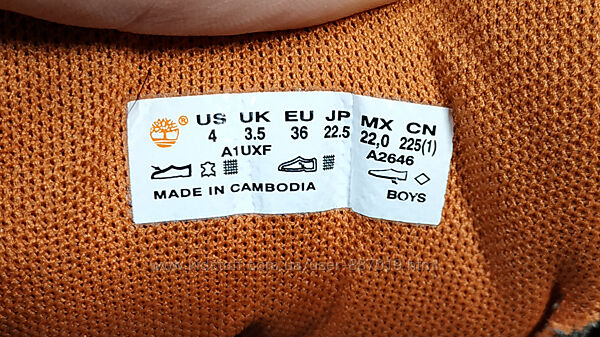 ® US UK EU JP MX CN
4 3.5 36 22.5 22,0 225(1)
A1UXF A2646
MADE IN CAMBODIA BOYS